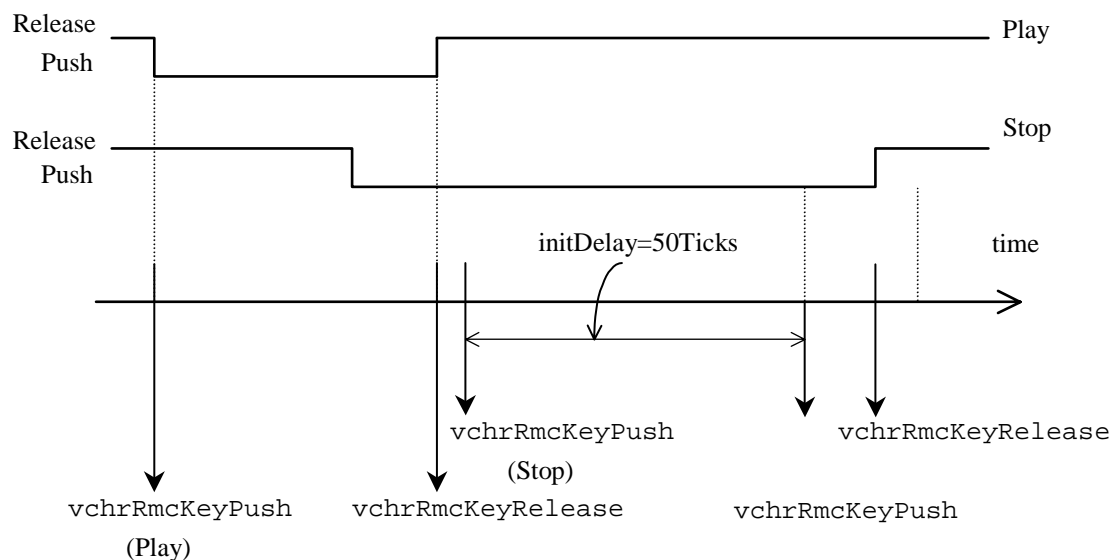 Release
Play
Push
Release
Stop
Push
initDelay=50Ticks
time
vchrRmcKeyPush
(Stop)
vchrRmcKeyRelease
vchrRmcKeyPush
(Play)
vchrRmcKeyRelease
vchrRmcKeyPush